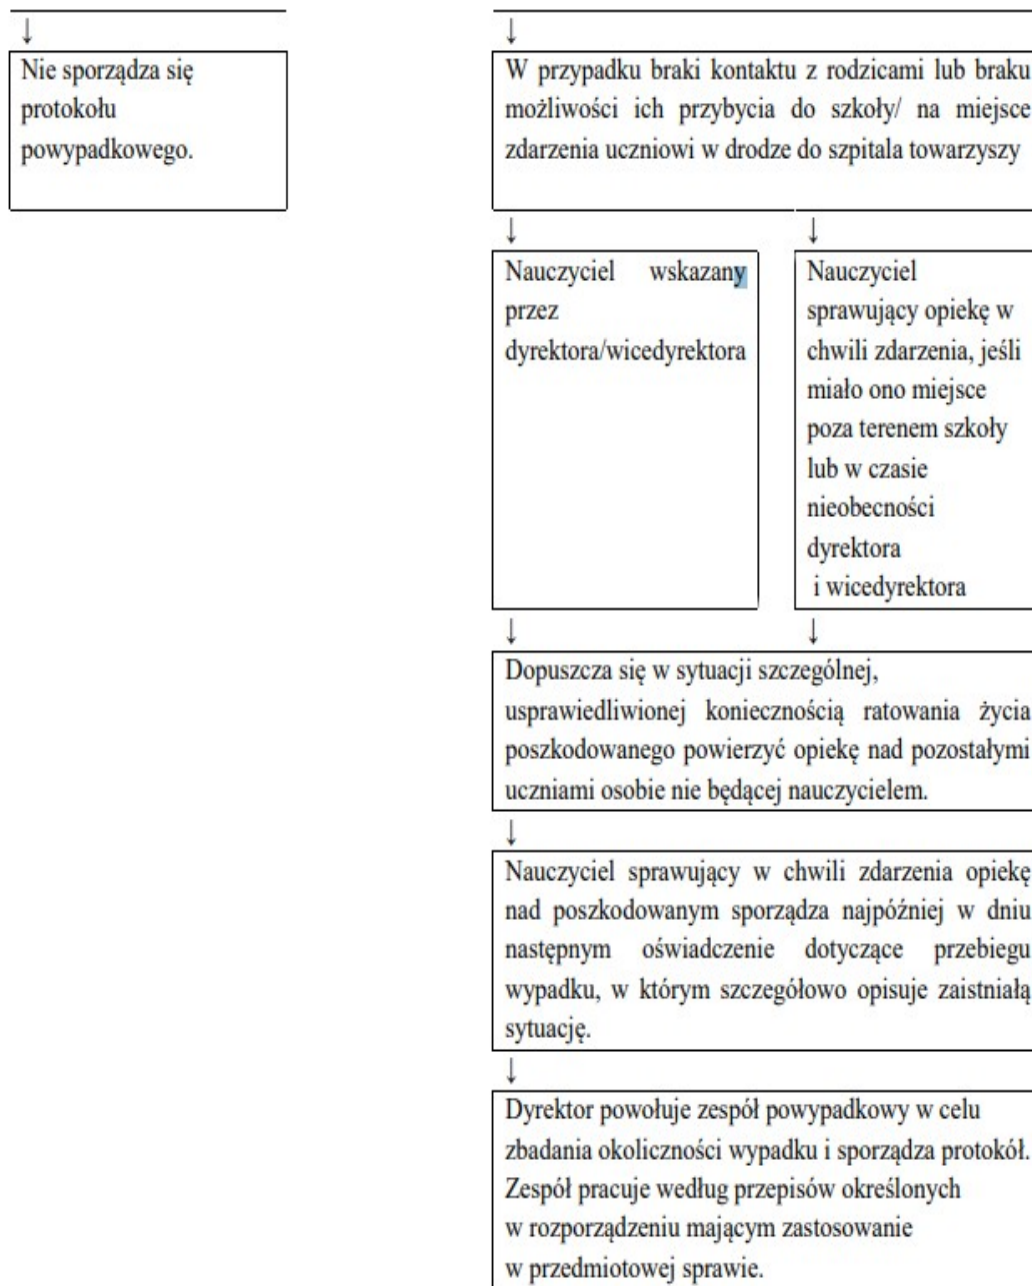 ↓
Nie sporządza się
protokołu
powypadkowego.
↓
W przypadku braki kontaktu z rodzicami lub braku
możliwości ich przybycia do szkoły/ na miejsce
zdarzenia uczniowi w drodze do szpitala towarzyszy
↓
Nauczyciel wskazany
przez
dyrektora/wicedyrektora
↓
Nauczyciel
sprawujący opiekę w
chwili zdarzenia, jeśli
miało ono miejsce
poza terenem szkoły
lub w czasie
nieobecności
dyrektora
i wicedyrektora
↓ ↓
Dopuszcza się w sytuacji szczególnej,
usprawiedliwionej koniecznością ratowania życia
poszkodowanego powierzyć opiekę nad pozostałymi
uczniami osobie nie będącej nauczycielem.
↓
Nauczyciel sprawujący w chwili zdarzenia opiekę
nad poszkodowanym sporządza najpóźniej w dniu
następnym oświadczenie dotyczące przebiegu
wypadku, w którym szczegółowo opisuje zaistniałą
sytuację.
↓
Dyrektor powołuje zespół powypadkowy w celu
zbadania okoliczności wypadku i sporządza protokół.
Zespół pracuje według przepisów określonych
w rozporządzeniu mającym zastosowanie
w przedmiotowej sprawie.